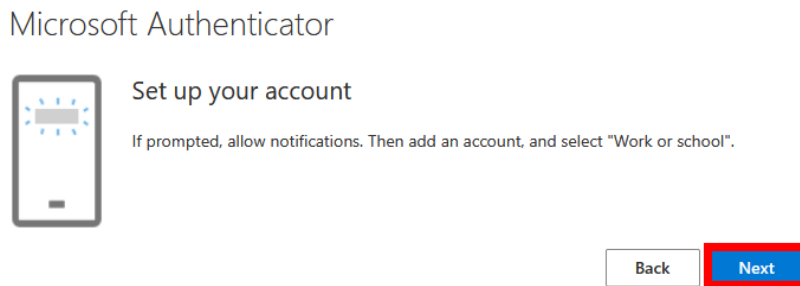 Microsoft Authenticator
Set up your account
If prompted, allow notifications. Then add an account, and select "Work or school".
Back
Next